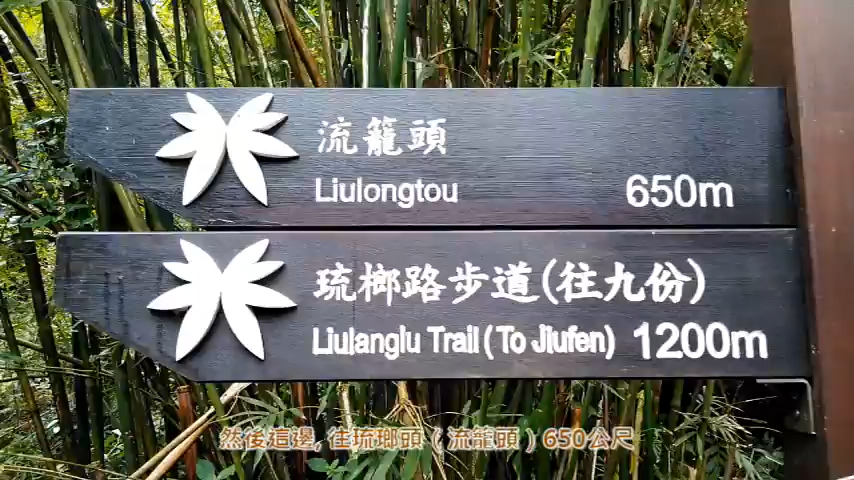 流籠頭
Liulongtou 650m
琉榔路步道(往九份)
Liulanglu Trail (To Jiufen) 1200m
然後這邊, 往琉瑯頭 ( 流籠頭 ) 650公尺